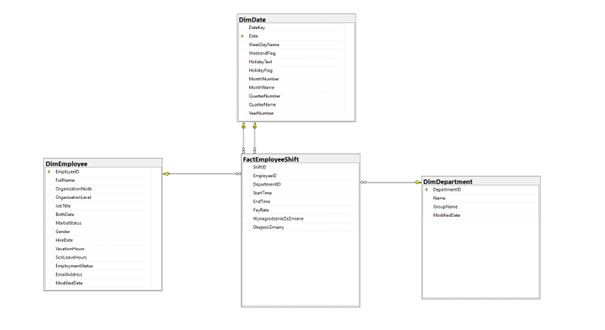 DimDate
DateKey
Date
WeekDayName
WeekendFlag
HolidayText
HolidayFlag
MonthNumber
MonthName
QuarterNumber
QuarterName
YearNumber
DimEmployee
EmployeeID
FullName
OrganizationNode
OrganizationLevel
JobTitle
BirthDate
MaritalStatus
Gender
HireDate
VacationHours
SickLeaveHours
EmploymentStatus
EmailAddress
ModifiedDate
FactEmployeeShift
ShiftID
EmployeeID
DepartmentID
StartTime
EndTime
PayRate
WynagrodzenieZaZmiane
DlugoscZmiany
DimDepartment
DepartmentID
Name
GroupName
ModifiedDate